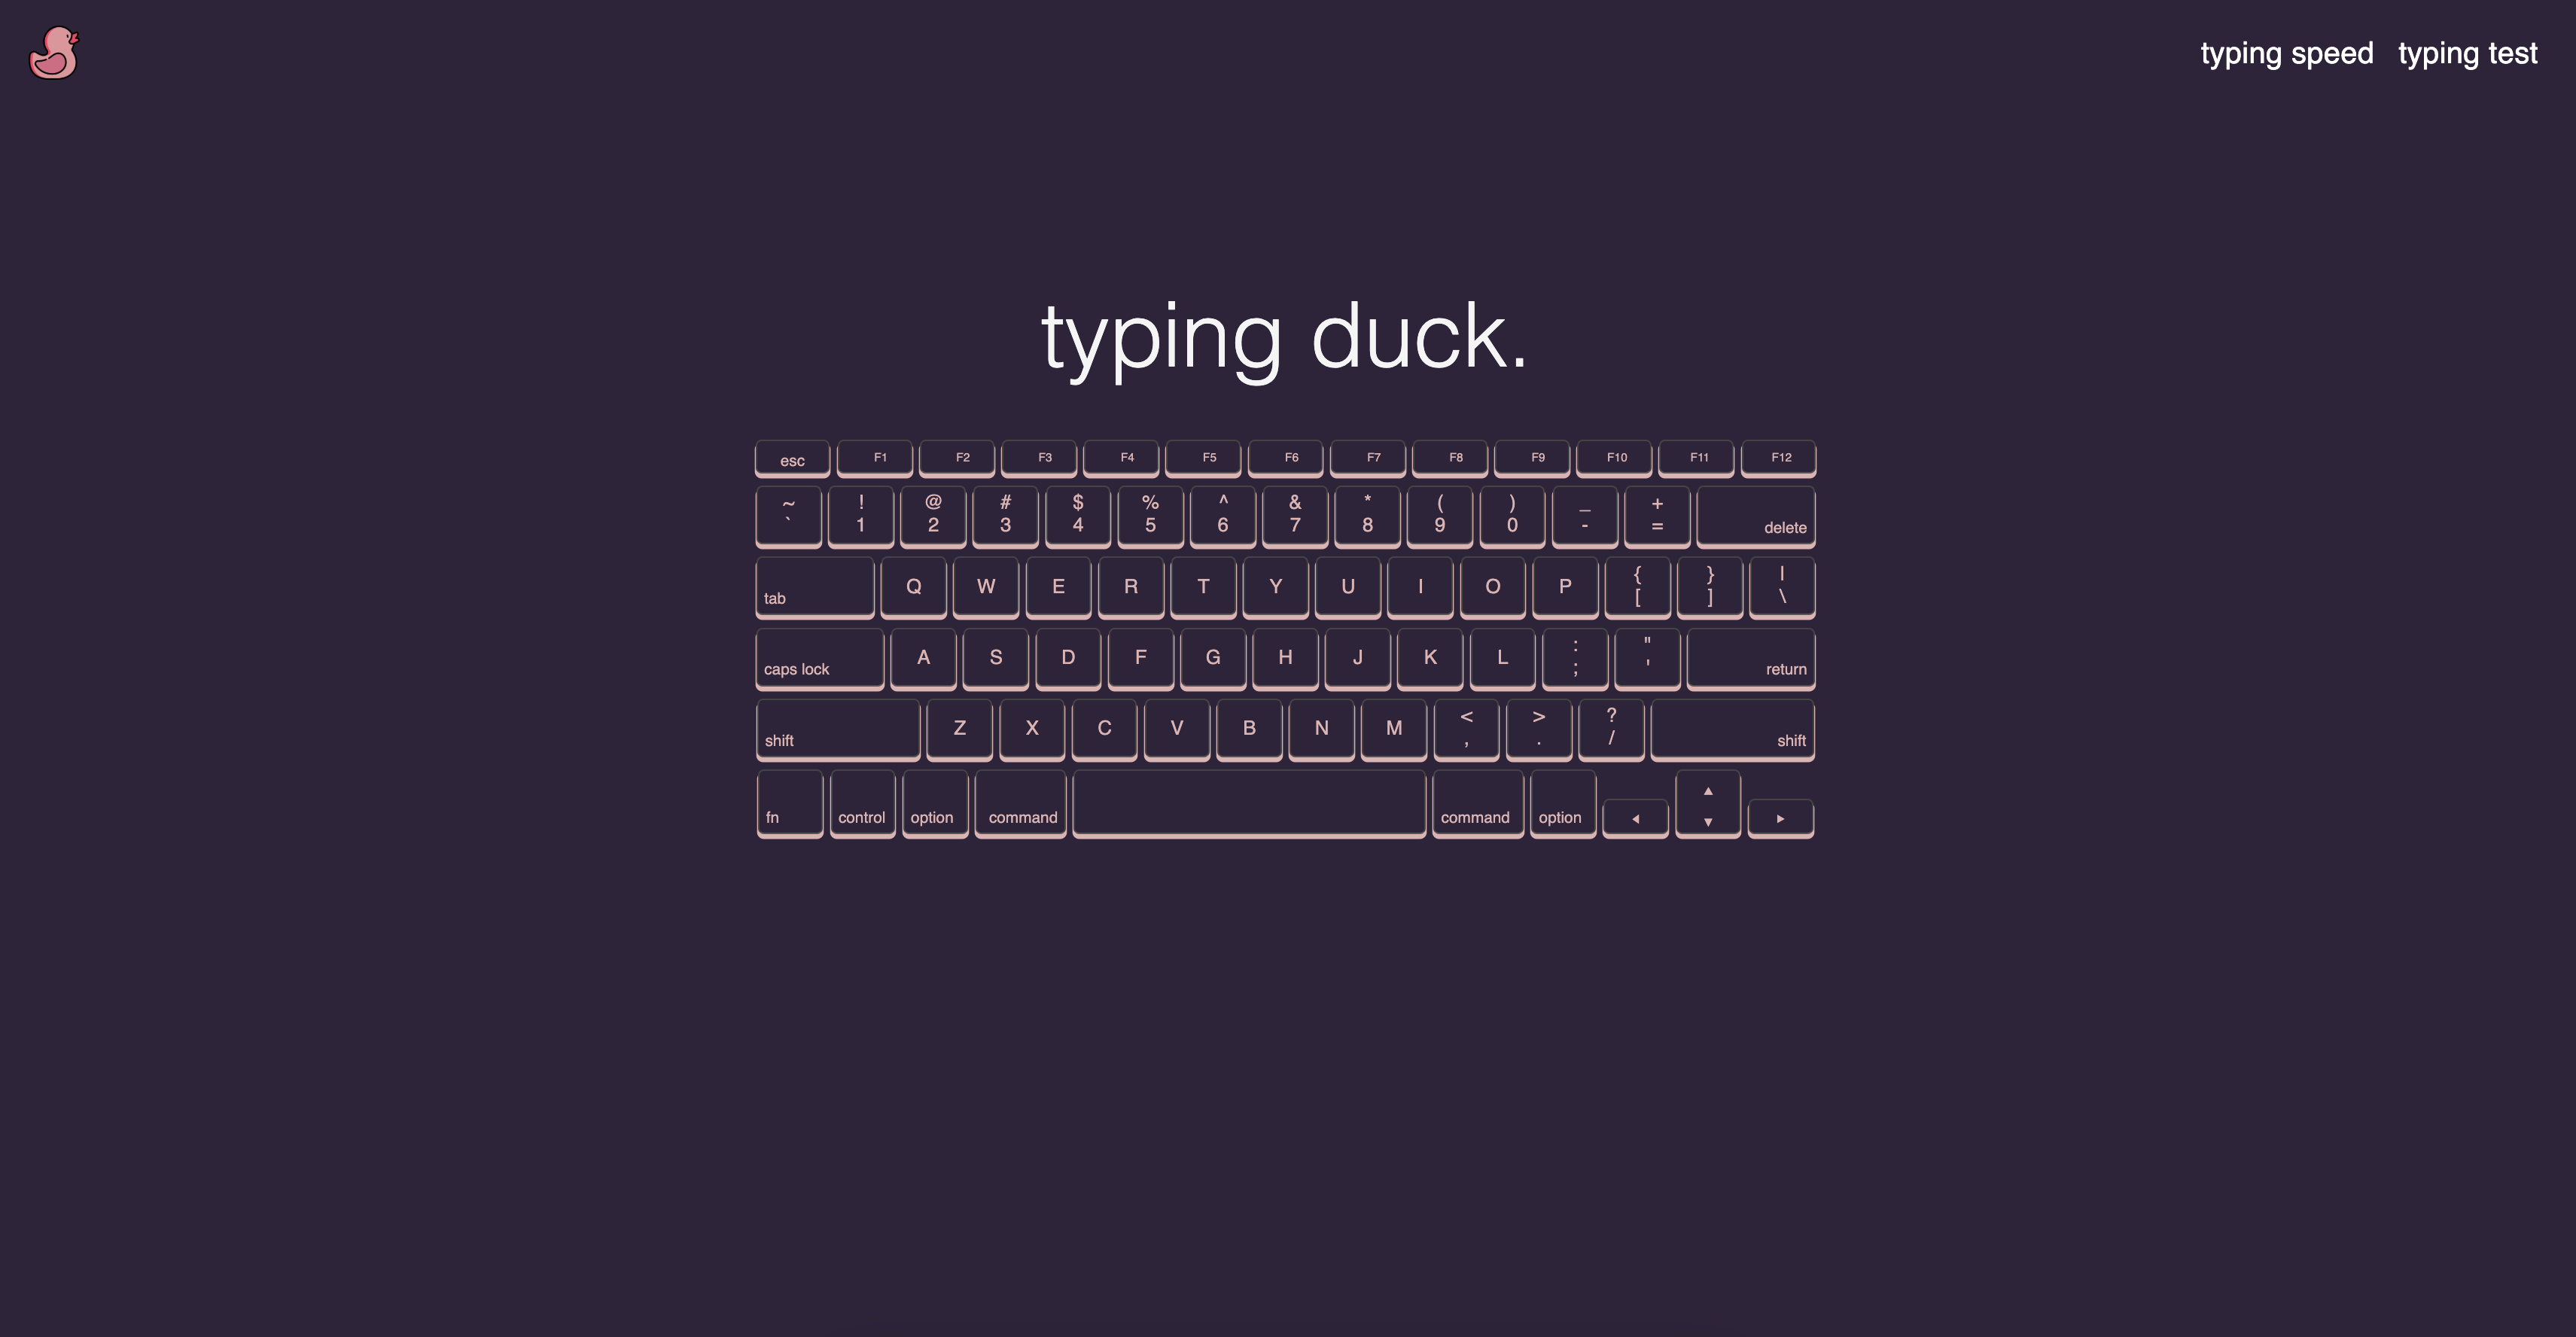 typing speed typing test
typing duck.
esc F1 F2 F3 F4 F5 F6 F7 F8 F9 F10 F11 F12
~ ! @ # $ % ^ & * ( ) _ +
` 1 2 3 4 5 6 7 8 9 0 - = delete
tab Q W E R T Y U I O P { [ } ] | \
caps lock A S D F G H J K L : ; " ' return
shift Z X C V B N M < , > . ? / shift
fn control option command command option ◀ ▲ ▼ ▶